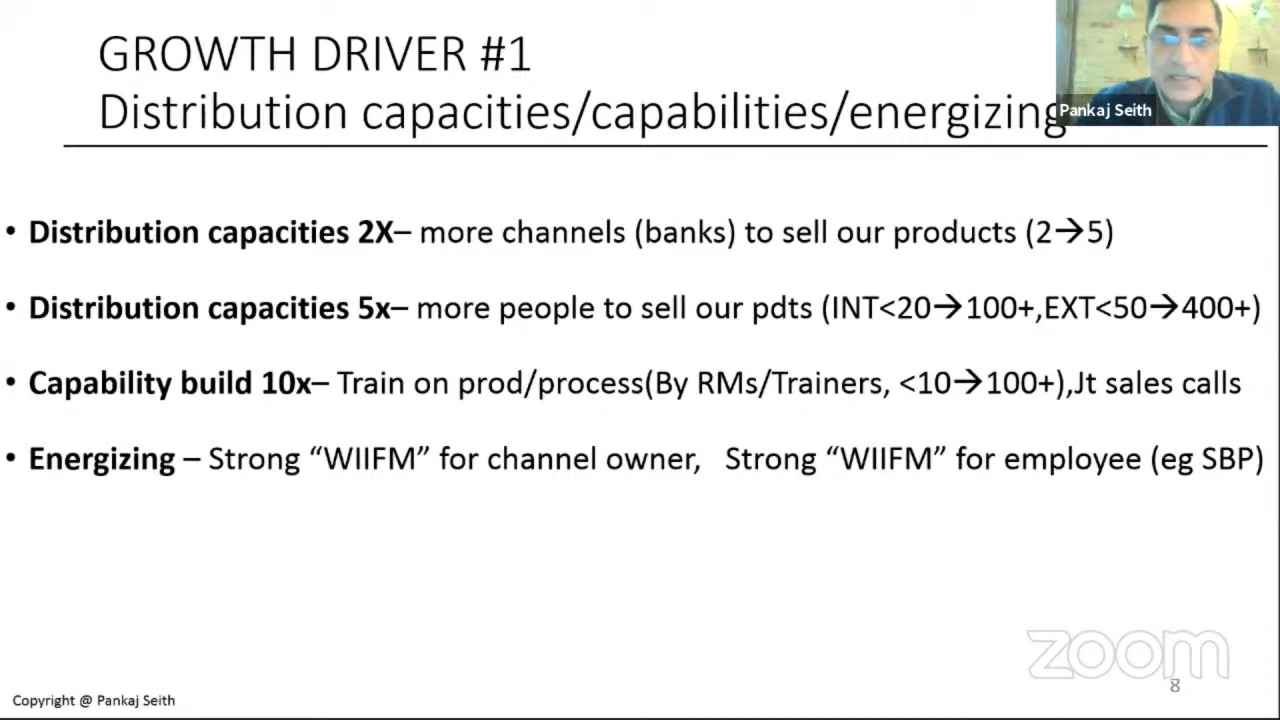 GROWTH DRIVER #1
Distribution capacities/capabilities/energizing
Pankaj Seith
• Distribution capacities 2X– more channels (banks) to sell our products (2→5)
• Distribution capacities 5x– more people to sell our pdts (INT<20→100+,EXT<50→400+)
• Capability build 10x– Train on prod/process(By RMs/Trainers, <10→100+),Jt sales calls
• Energizing – Strong “WIIFM” for channel owner, Strong “WIIFM” for employee (eg SBP)
zoom
8
Copyright @ Pankaj Seith